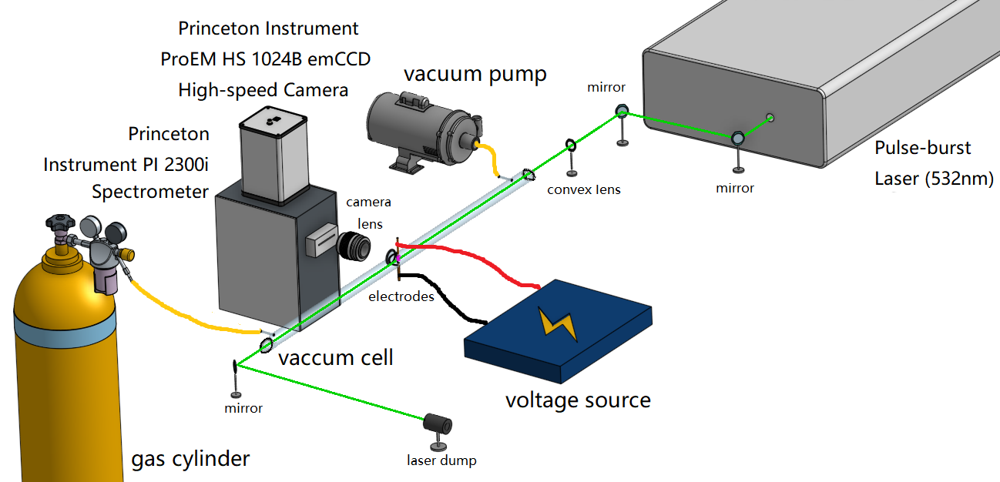 Princeton Instrument
ProEM HS 1024B emCCD
High-speed Camera
vacuum pump
mirror
Princeton
Instrument PI 2300i
Spectrometer
Pulse-burst
Laser (532nm)
mirror
convex lens
camera
lens
electrodes
vaccum cell
voltage source
mirror
gas cylinder
laser dump